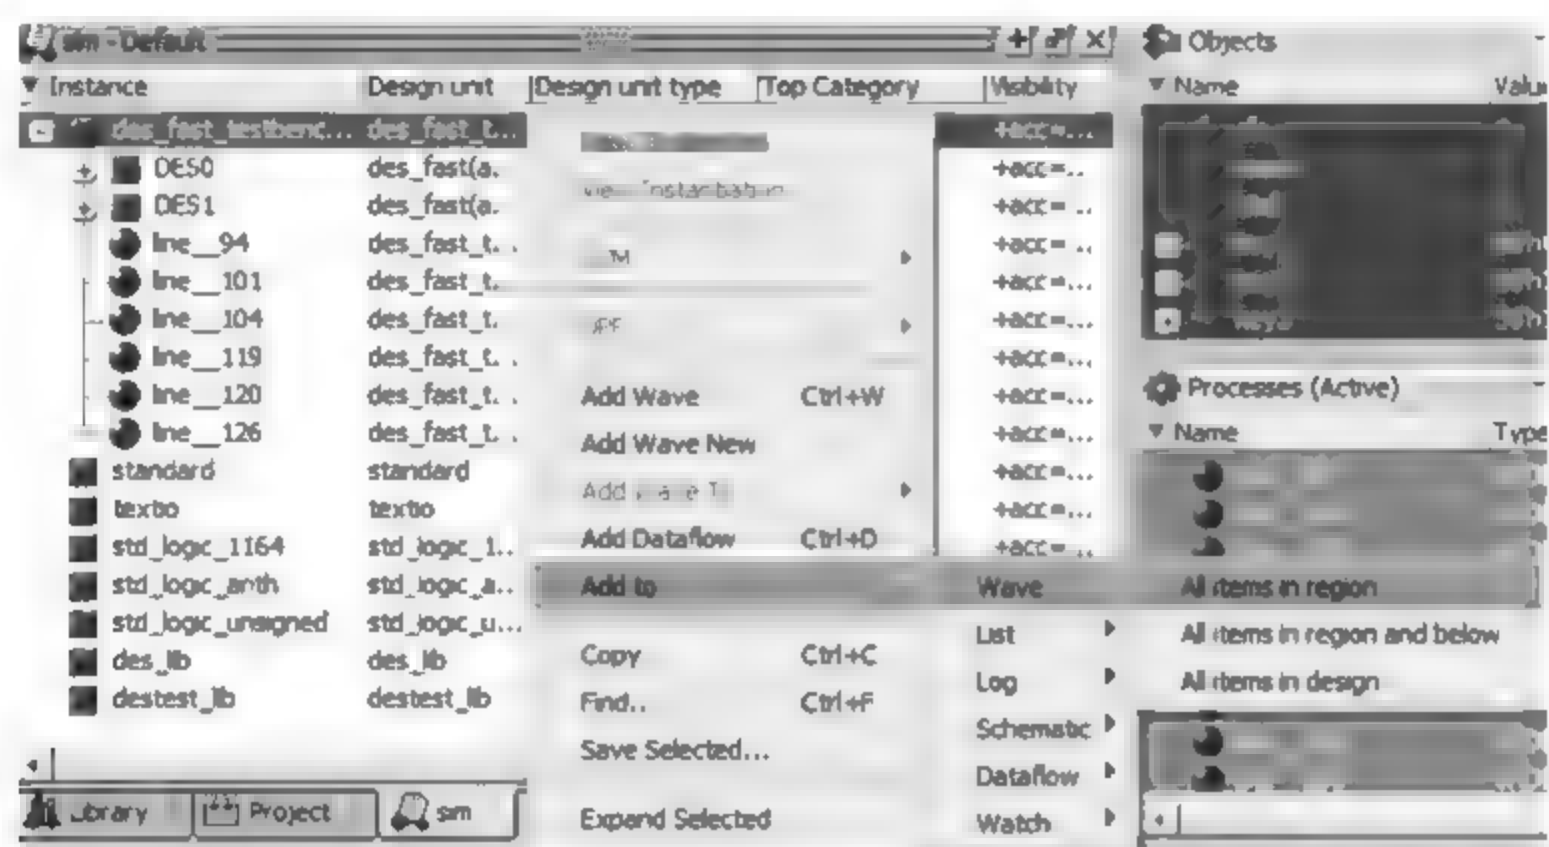 sim - Default
Instance Design unit Design unit type Top Category Visibility
des_fast_testbenc... des_fast_t... +acc=...
DES0 des_fast(a. +acc=..
DES1 des_fast(a. +acc= ..
line__94 des_fast_t. . +acc= ..
line__101 des_fast_t. +acc=...
line__104 des_fast_t. +acc=...
line__119 des_fast_t. . +acc=...
line__120 des_fast_t. . +acc=...
line__126 des_fast_t. . +acc=...
standard standard +acc=...
textio textio +acc=...
std_logic_1164 std_logic_1.. +acc= ..
std_logic_arith std_logic_a..
std_logic_unsigned std_logic_u...
des_lib des_lib
destest_lib destest_lib
Library Project sim
Add Wave Ctrl+W
Add Wave New
Add
Add Dataflow Ctrl+D
Add to
Copy Ctrl+C
Find.. Ctrl+F
Save Selected...
Expand Selected
Wave
List
Log
Schematic
Dataflow
Watch
All items in region
All items in region and below
All items in design
Objects
Name Valu
Processes (Active)
Name Type